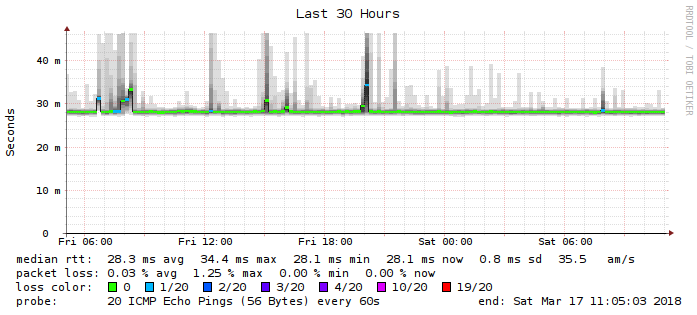 Last 30 Hours
RRDTOOL / TOBI OETIKER
Seconds
40 m
30 m
20 m
10 m
0
Fri 06:00 Fri 12:00 Fri 18:00 Sat 00:00 Sat 06:00
median rtt: 28.3 ms avg 34.4 ms max 28.1 ms min 28.1 ms now 0.8 ms sd 35.5 am/s
packet loss: 0.03 % avg 1.25 % max 0.00 % min 0.00 % now
loss color: 0 1/20 2/20 3/20 4/20 10/20 19/20
probe: 20 ICMP Echo Pings (56 Bytes) every 60s end: Sat Mar 17 11:05:03 2018